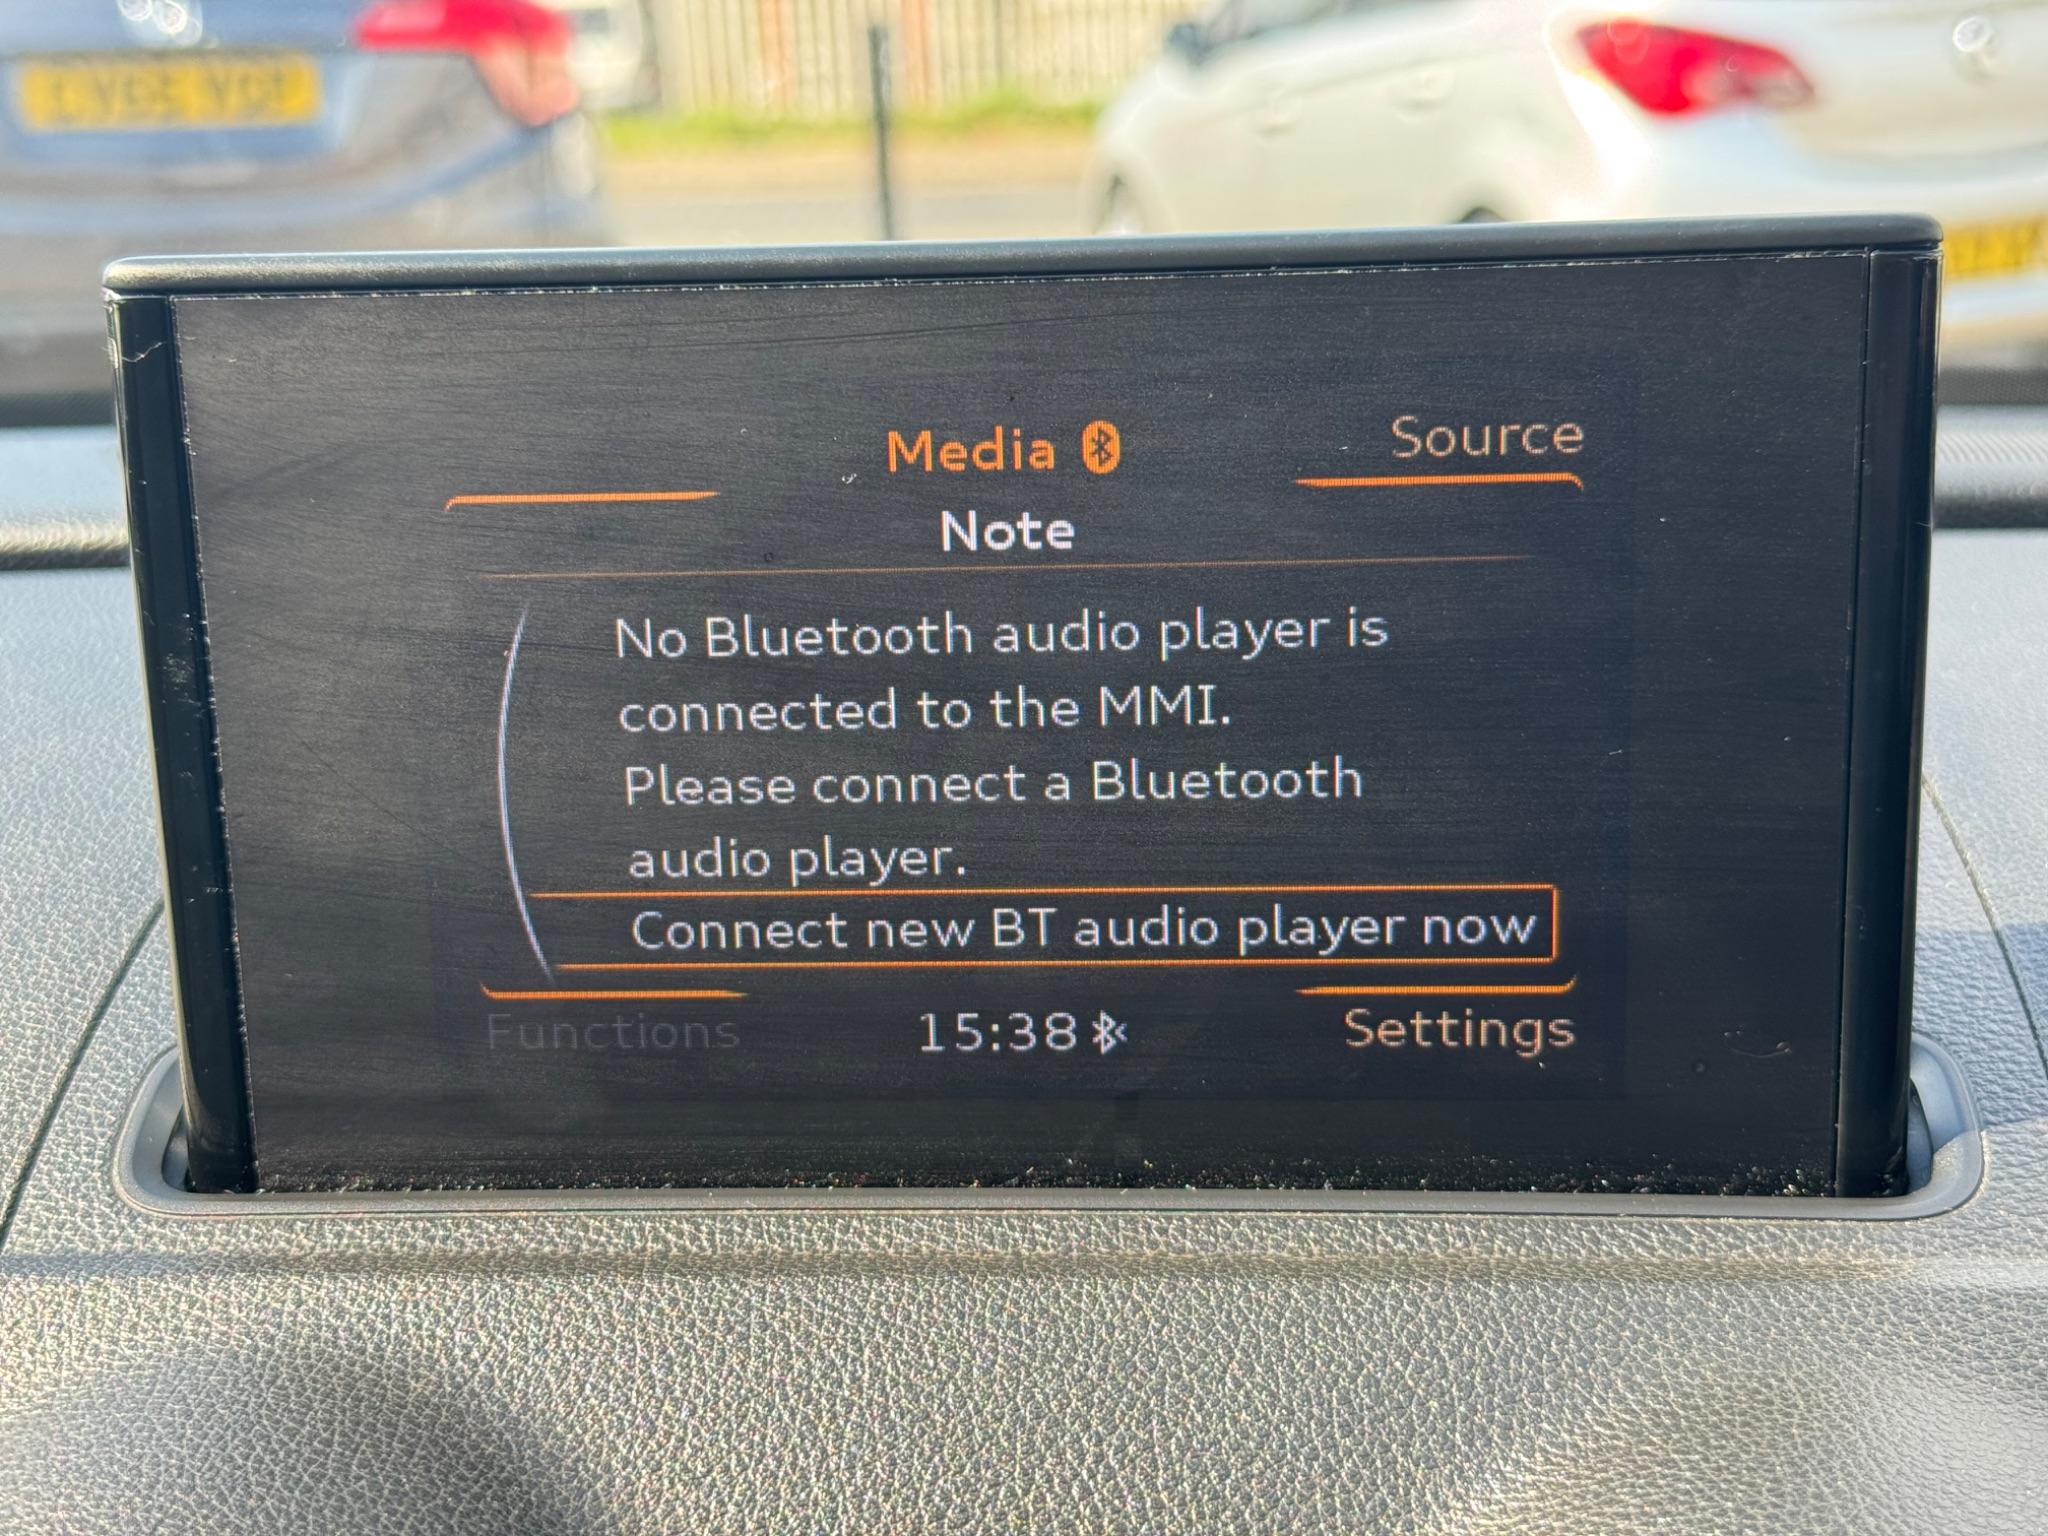 Media
Source
Note
No Bluetooth audio player is
connected to the MMI.
Please connect a Bluetooth
audio player.
Connect new BT audio player now
Functions
15:38
Settings